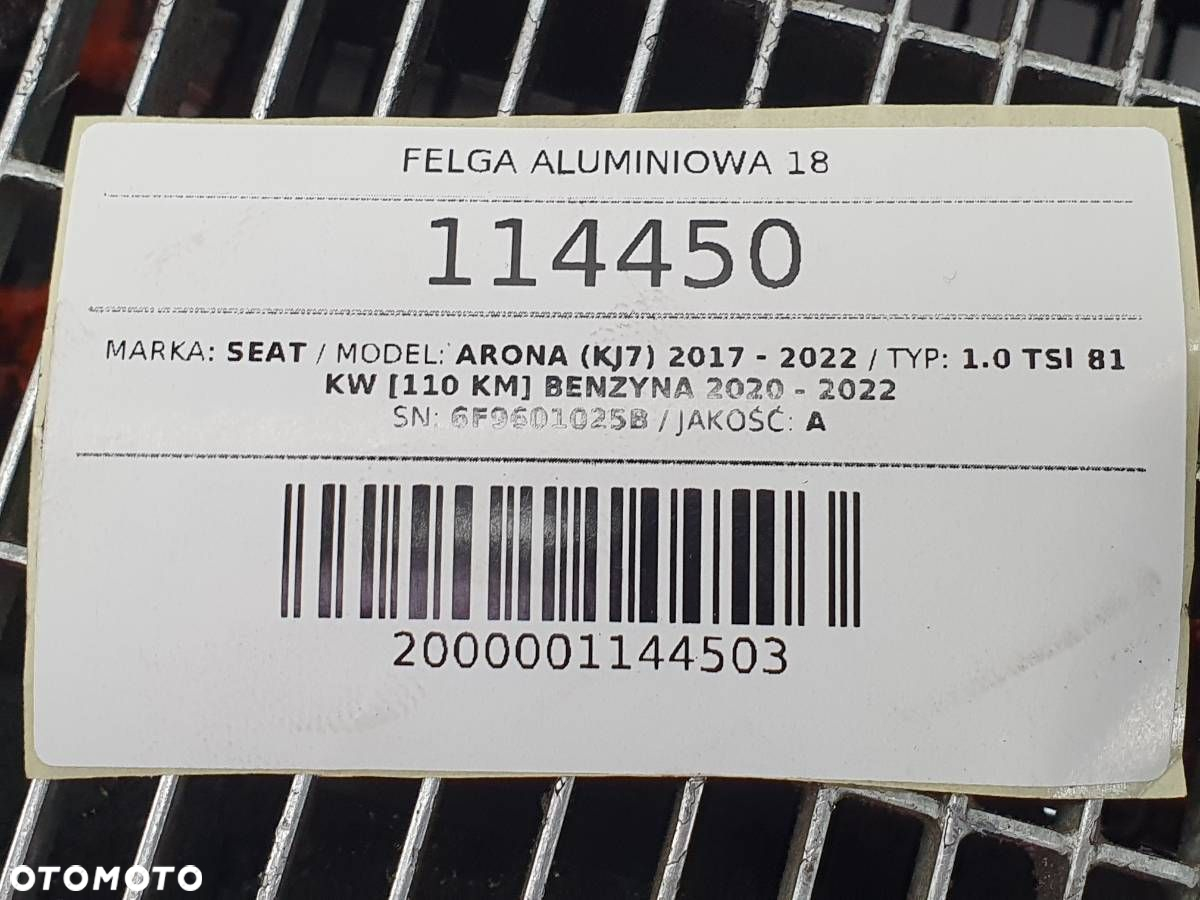 FELGA ALUMINIOWA 18
114450
MARKA: SEAT / MODEL: ARONA (KJ7) 2017 - 2022 / TYP: 1.0 TSI 81
KW [110 KM] BENZYNA 2020 - 2022
SN: 6F9601025B / JAKOŚĆ: A
2000001144503
OTOMOTO